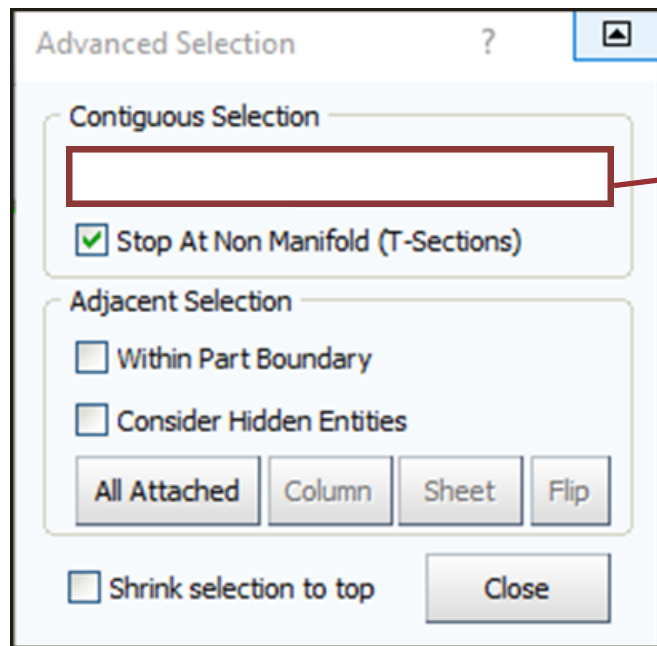 Advanced Selection ?
Contiguous Selection
Stop At Non Manifold (T-Sections)
Adjacent Selection
Within Part Boundary
Consider Hidden Entities
All Attached Column Sheet Flip
Shrink selection to top Close